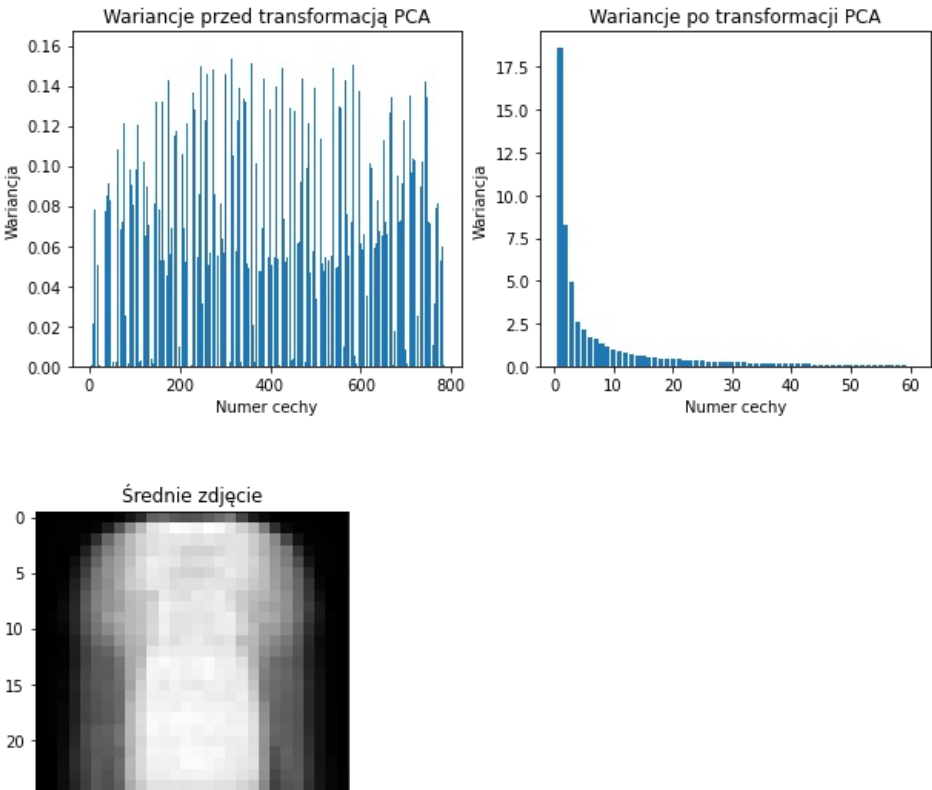 Wariancje przed transformacją PCA
0.16
0.14
0.12
0.10
0.08
0.06
0.04
0.02
0.00
Wariancja
0 200 400 600 800
Numer cechy
Wariancje po transformacji PCA
17.5
15.0
12.5
10.0
7.5
5.0
2.5
0.0
Wariancja
0 10 20 30 40 50 60
Numer cechy
Średnie zdjęcie
0
5
10
15
20